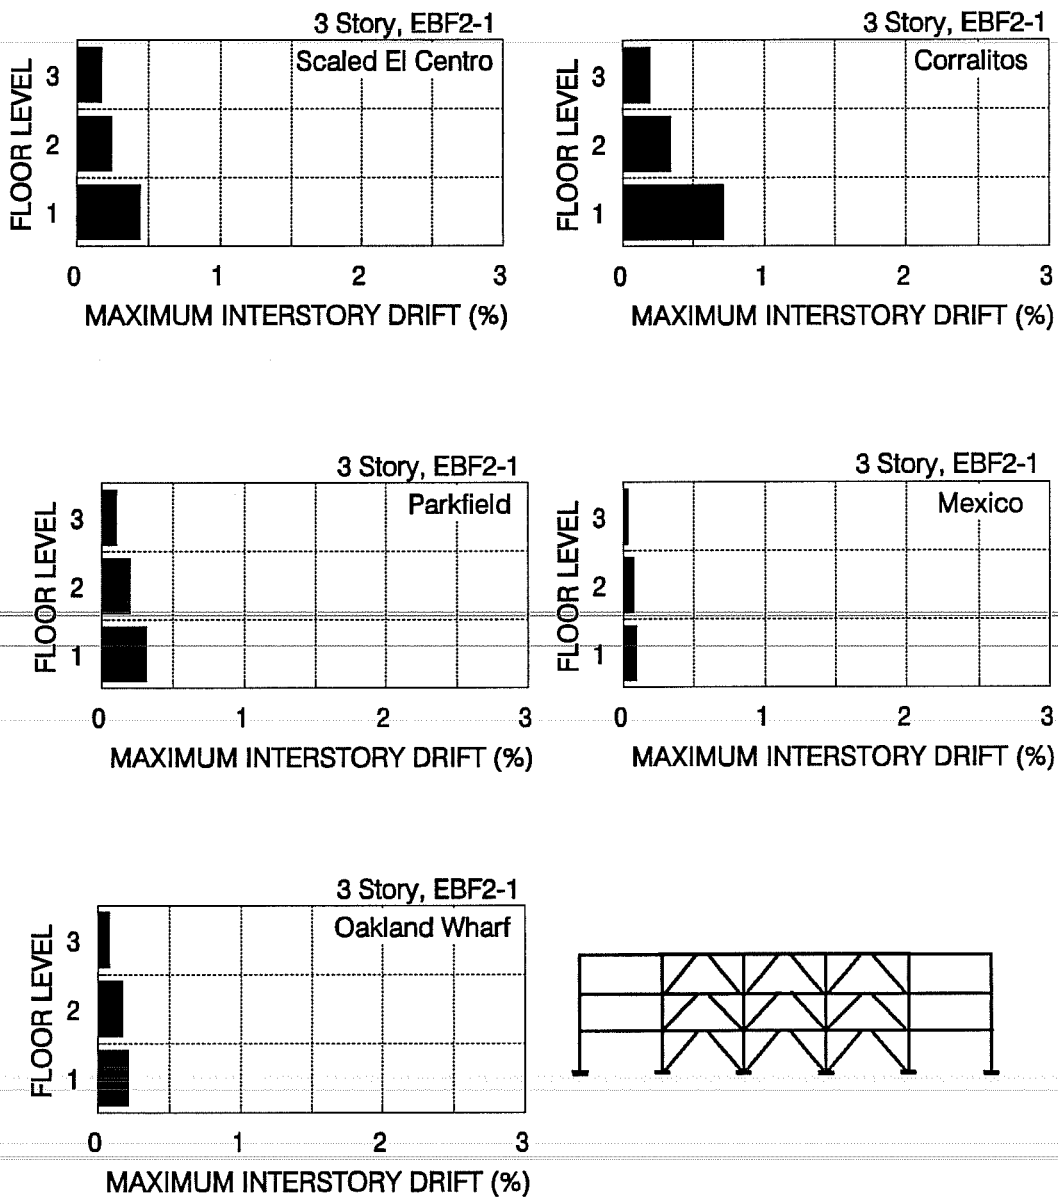 3 Story, EBF2-1
Scaled El Centro
FLOOR LEVEL
3
2
1
0 1 2 3
MAXIMUM INTERSTORY DRIFT (%)
3 Story, EBF2-1
Corralitos
FLOOR LEVEL
3
2
1
0 1 2 3
MAXIMUM INTERSTORY DRIFT (%)
3 Story, EBF2-1
Parkfield
FLOOR LEVEL
3
2
1
0 1 2 3
MAXIMUM INTERSTORY DRIFT (%)
3 Story, EBF2-1
Mexico
FLOOR LEVEL
3
2
1
0 1 2 3
MAXIMUM INTERSTORY DRIFT (%)
3 Story, EBF2-1
Oakland Wharf
FLOOR LEVEL
3
2
1
0 1 2 3
MAXIMUM INTERSTORY DRIFT (%)